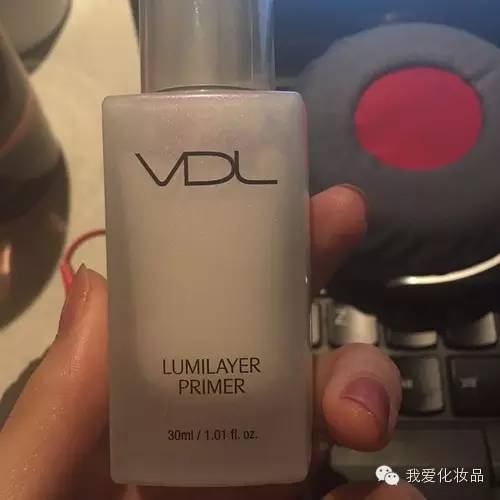 VDL
LUMILAYER
PRIMER
30ml / 1.01 fl. oz.
我爱化妆品